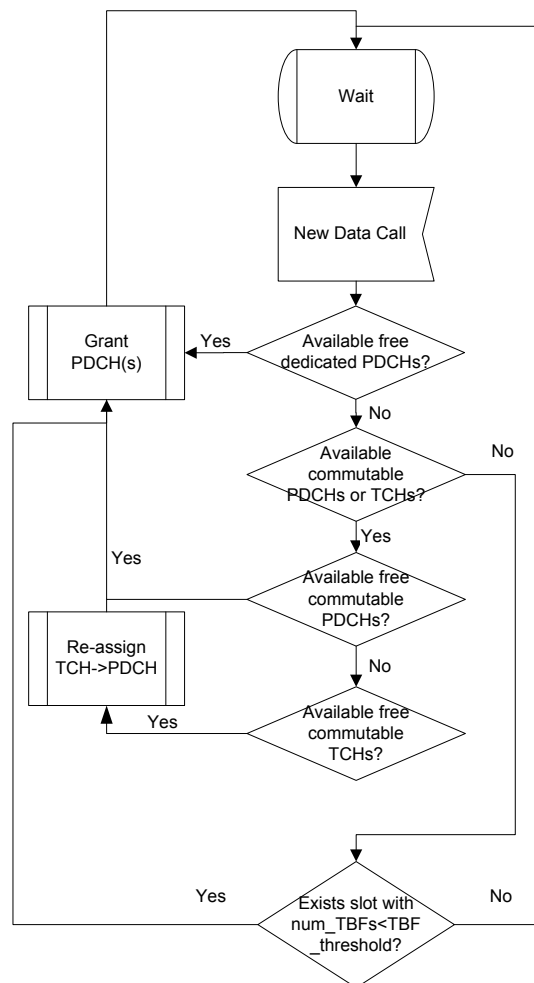 Wait
New Data Call
Grant
PDCH(s)
Yes
Available free
dedicated PDCHs?
No
Available
commutable
PDCHs or TCHs?
No
Yes
Yes
Available free
commutable
PDCHs?
Re-assign
TCH->PDCH
No
Yes
Available free
commutable
TCHs?
Yes
Exists slot with
num_TBFs<TBF
_threshold?
No